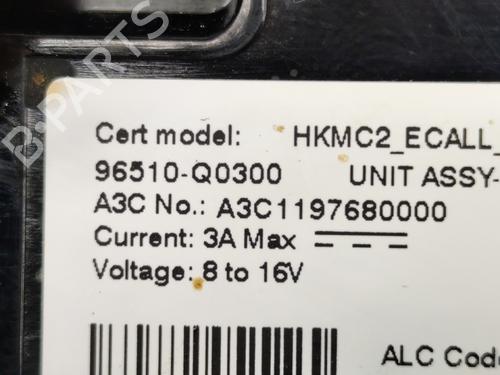 B-PARTS
Cert model: HKMC2_ECALL_
96510-Q0300 UNIT ASSY-
A3C No.: A3C1197680000
Current: 3A Max
Voltage: 8 to 16V
ALC Code